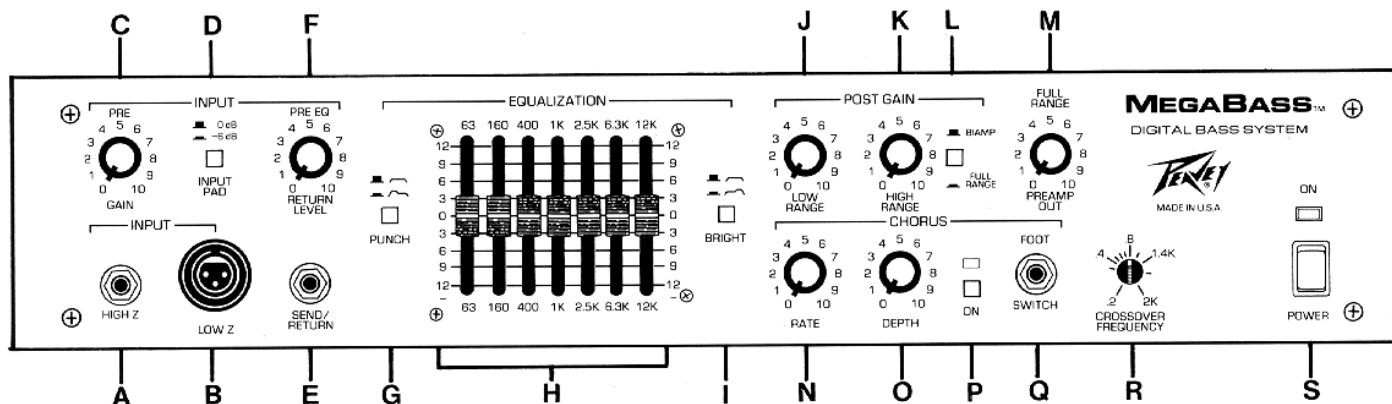 C D F J K L M
INPUT
PRE
0 1 2 3 4 5 6 7 8 9 10
GAIN
0 dB
-6 dB
INPUT
PAD
PRE EQ
0 1 2 3 4 5 6 7 8 9 10
RETURN
LEVEL
INPUT
HIGH Z
LOW Z
SEND/
RETURN
EQUALIZATION
PUNCH
63 160 400 1K 2.5K 6.3K 12K
12 12
9 9
6 6
3 3
0 0
3 3
6 6
9 9
12 12
63 160 400 1K 2.5K 6.3K 12K
BRIGHT
POST GAIN
0 1 2 3 4 5 6 7 8 9 10
LOW
RANGE
0 1 2 3 4 5 6 7 8 9 10
HIGH
RANGE
BIAMP
FULL
RANGE
FULL
RANGE
0 1 2 3 4 5 6 7 8 9 10
PREAMP
OUT
CHORUS
0 1 2 3 4 5 6 7 8 9 10
RATE
0 1 2 3 4 5 6 7 8 9 10
DEPTH
ON
FOOT
SWITCH
MEGABASS™
DIGITAL BASS SYSTEM
PEAVEY®
MADE IN U.S.A.
.2 .4 .8 1.4K 2K
CROSSOVER
FREQUENCY
ON
POWER
A B E G H I N O P Q R S